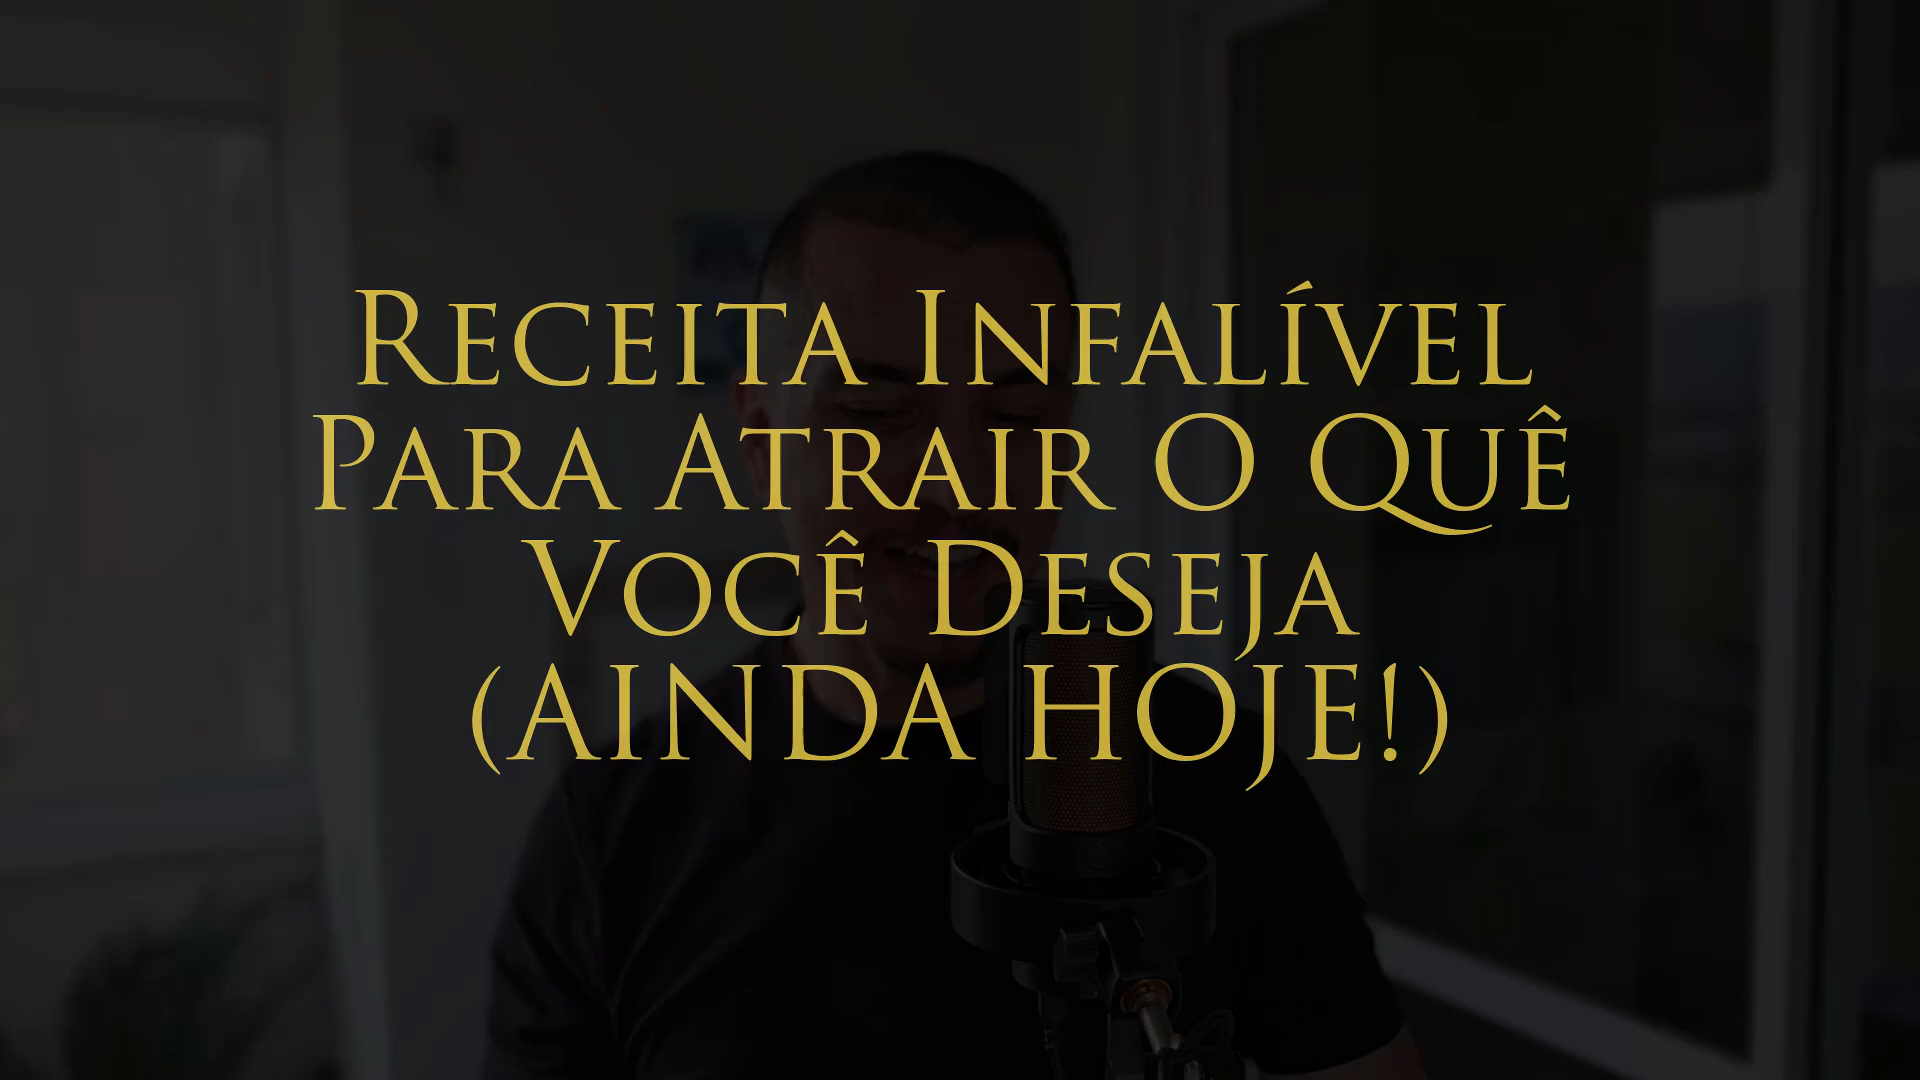 Receita Infalível
Para Atrair O Quê
Você Deseja
(AINDA HOJE!)